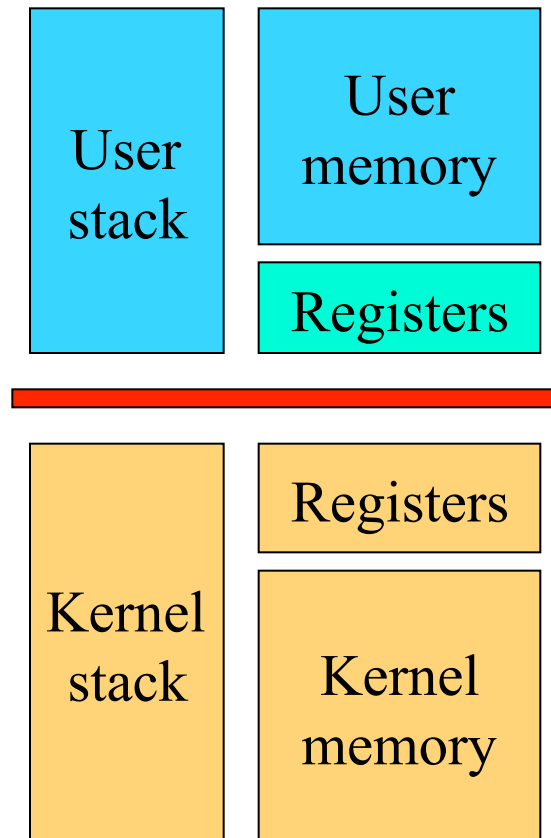 User
stack
User
memory
Registers
Kernel
stack
Registers
Kernel
memory